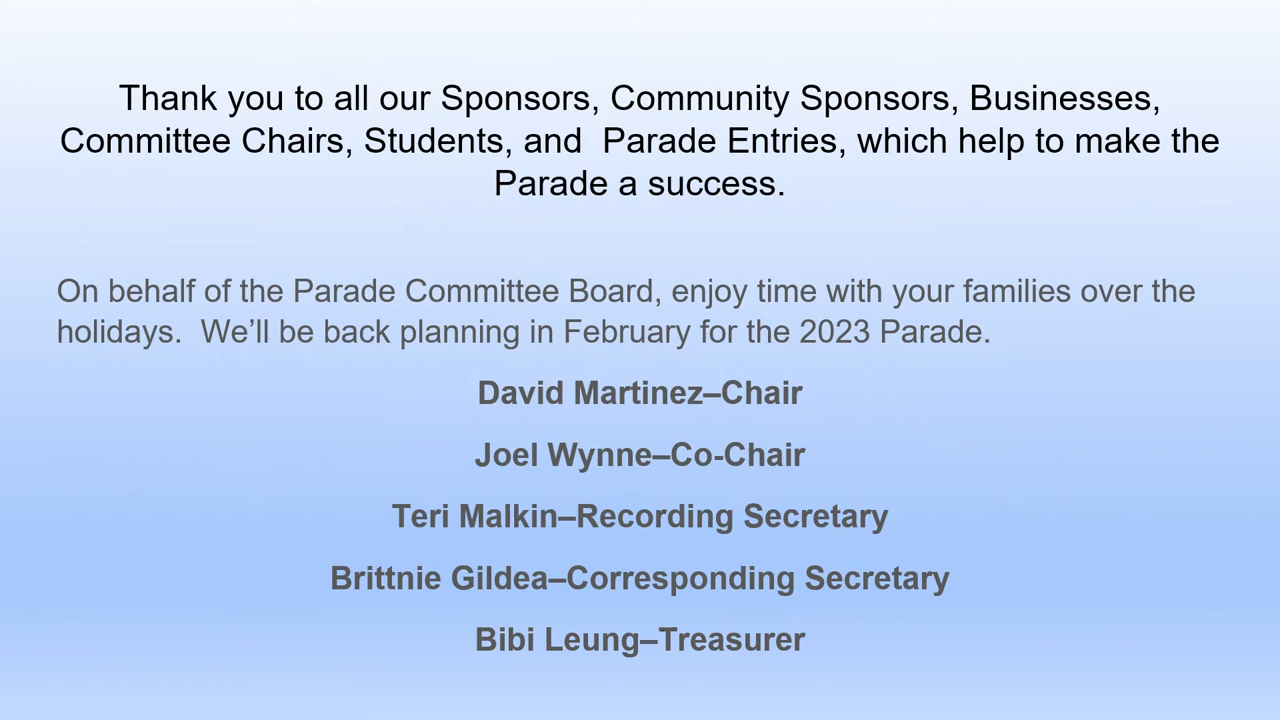 Thank you to all our Sponsors, Community Sponsors, Businesses,
Committee Chairs, Students, and  Parade Entries, which help to make the
Parade a success.
On behalf of the Parade Committee Board, enjoy time with your families over the
holidays.  We’ll be back planning in February for the 2023 Parade.
David Martinez–Chair
Joel Wynne–Co-Chair
Teri Malkin–Recording Secretary
Brittnie Gildea–Corresponding Secretary
Bibi Leung–Treasurer